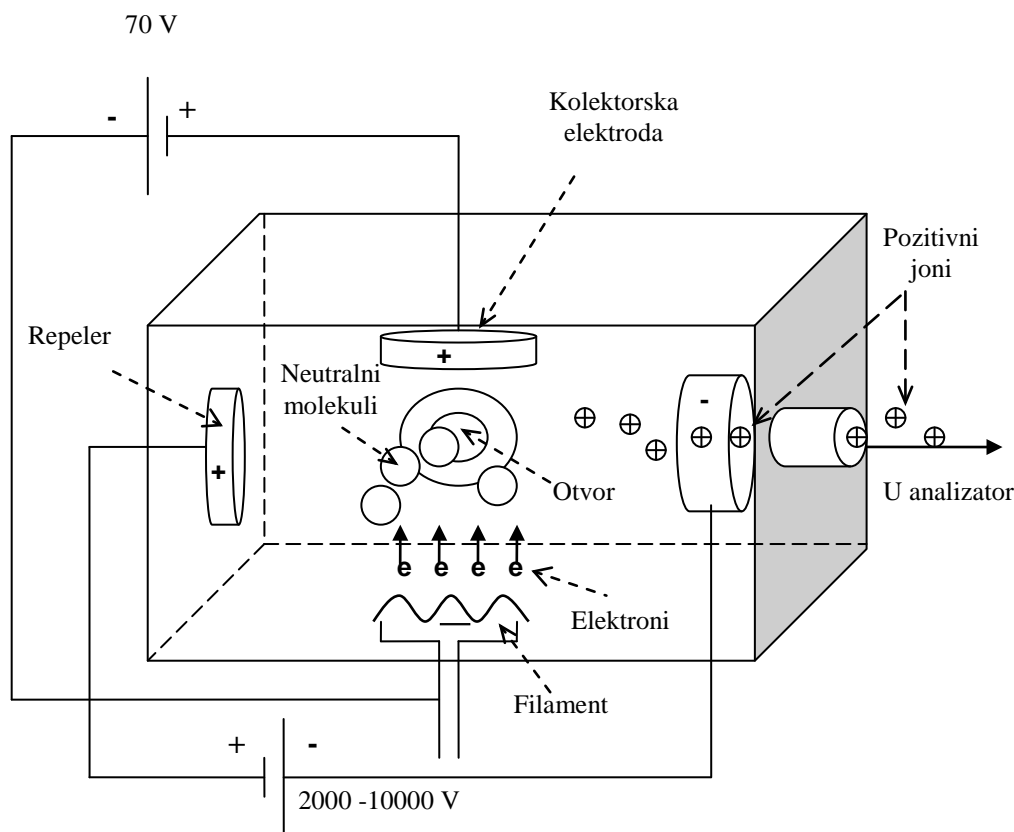 70 V
- +
Kolektorska
elektroda
Pozitivni
joni
Repeler
Neutralni
molekuli
+
-
+
Otvor
U analizator
e e e e
Elektroni
Filament
+ -
2000 -10000 V